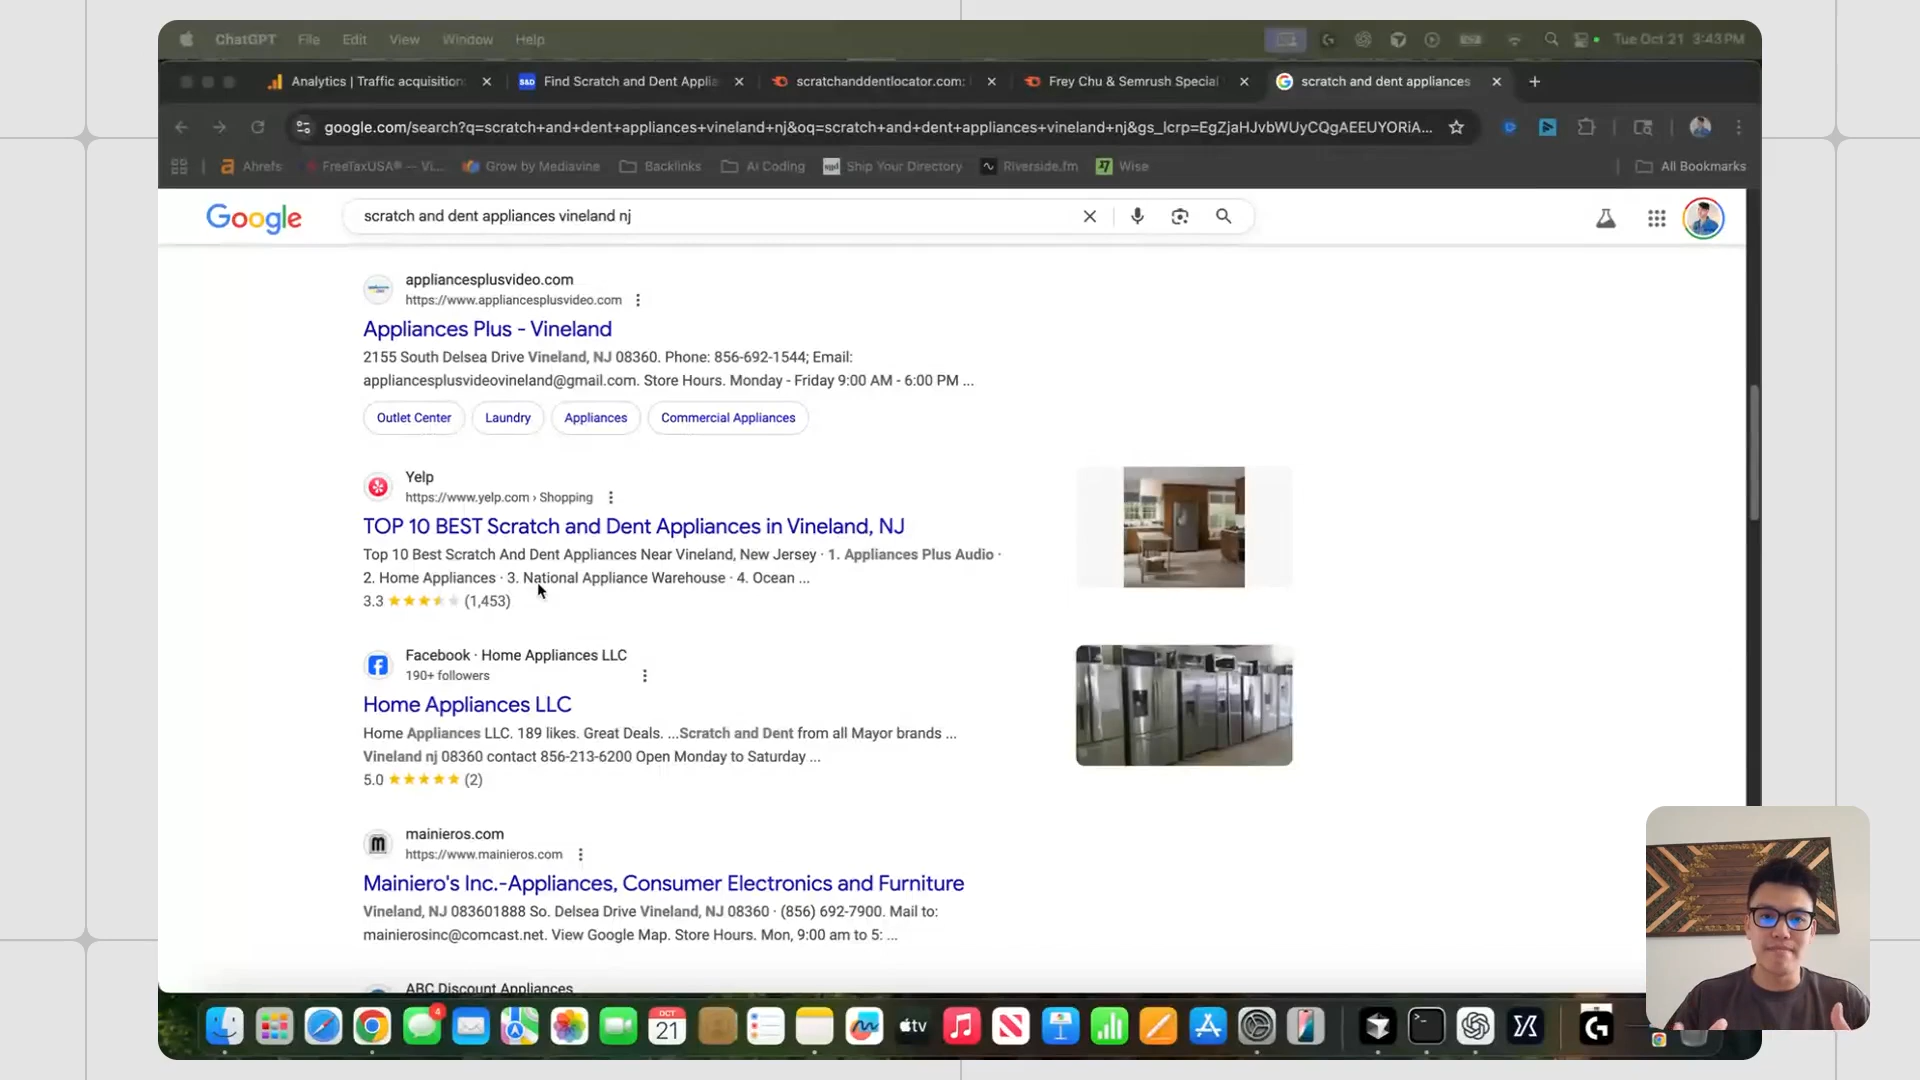 ChatGPT File Edit View Window Help Tue Oct 21 3:43 PM
Analytics | Traffic acquisition: S&D Find Scratch and Dent Applia scratchanddentlocator.com: Frey Chu & Semrush Special scratch and dent appliances
google.com/search?q=scratch+and+dent+appliances+vineland+nj&oq=scratch+and+dent+appliances+vineland+nj&gs_lcrp=EgZjaHJvbWUyCQgAEEUYORiA...
Ahrefs FreeTaxUSA® -- Vi... Grow by Mediavine Backlinks Ai Coding Ship Your Directory Riverside.fm Wise All Bookmarks
Google scratch and dent appliances vineland nj
appliancesplusvideo.com
https://www.appliancesplusvideo.com
Appliances Plus - Vineland
2155 South Delsea Drive Vineland, NJ 08360. Phone: 856-692-1544; Email:
appliancesplusvideovineland@gmail.com. Store Hours. Monday - Friday 9:00 AM - 6:00 PM ...
Outlet Center Laundry Appliances Commercial Appliances
Yelp
https://www.yelp.com › Shopping
TOP 10 BEST Scratch and Dent Appliances in Vineland, NJ
Top 10 Best Scratch And Dent Appliances Near Vineland, New Jersey · 1. Appliances Plus Audio ·
2. Home Appliances · 3. National Appliance Warehouse · 4. Ocean ...
3.3 (1,453)
Facebook · Home Appliances LLC
190+ followers
Home Appliances LLC
Home Appliances LLC. 189 likes. Great Deals. ...Scratch and Dent from all Mayor brands ...
Vineland nj 08360 contact 856-213-6200 Open Monday to Saturday ...
5.0 (2)
mainieros.com
https://www.mainieros.com
Mainiero's Inc.-Appliances, Consumer Electronics and Furniture
Vineland, NJ 083601888 So. Delsea Drive Vineland, NJ 08360 · (856) 692-7900. Mail to:
mainierosinc@comcast.net. View Google Map. Store Hours. Mon, 9:00 am to 5: ...
ABC Discount Appliances
4 OCT 21 tv